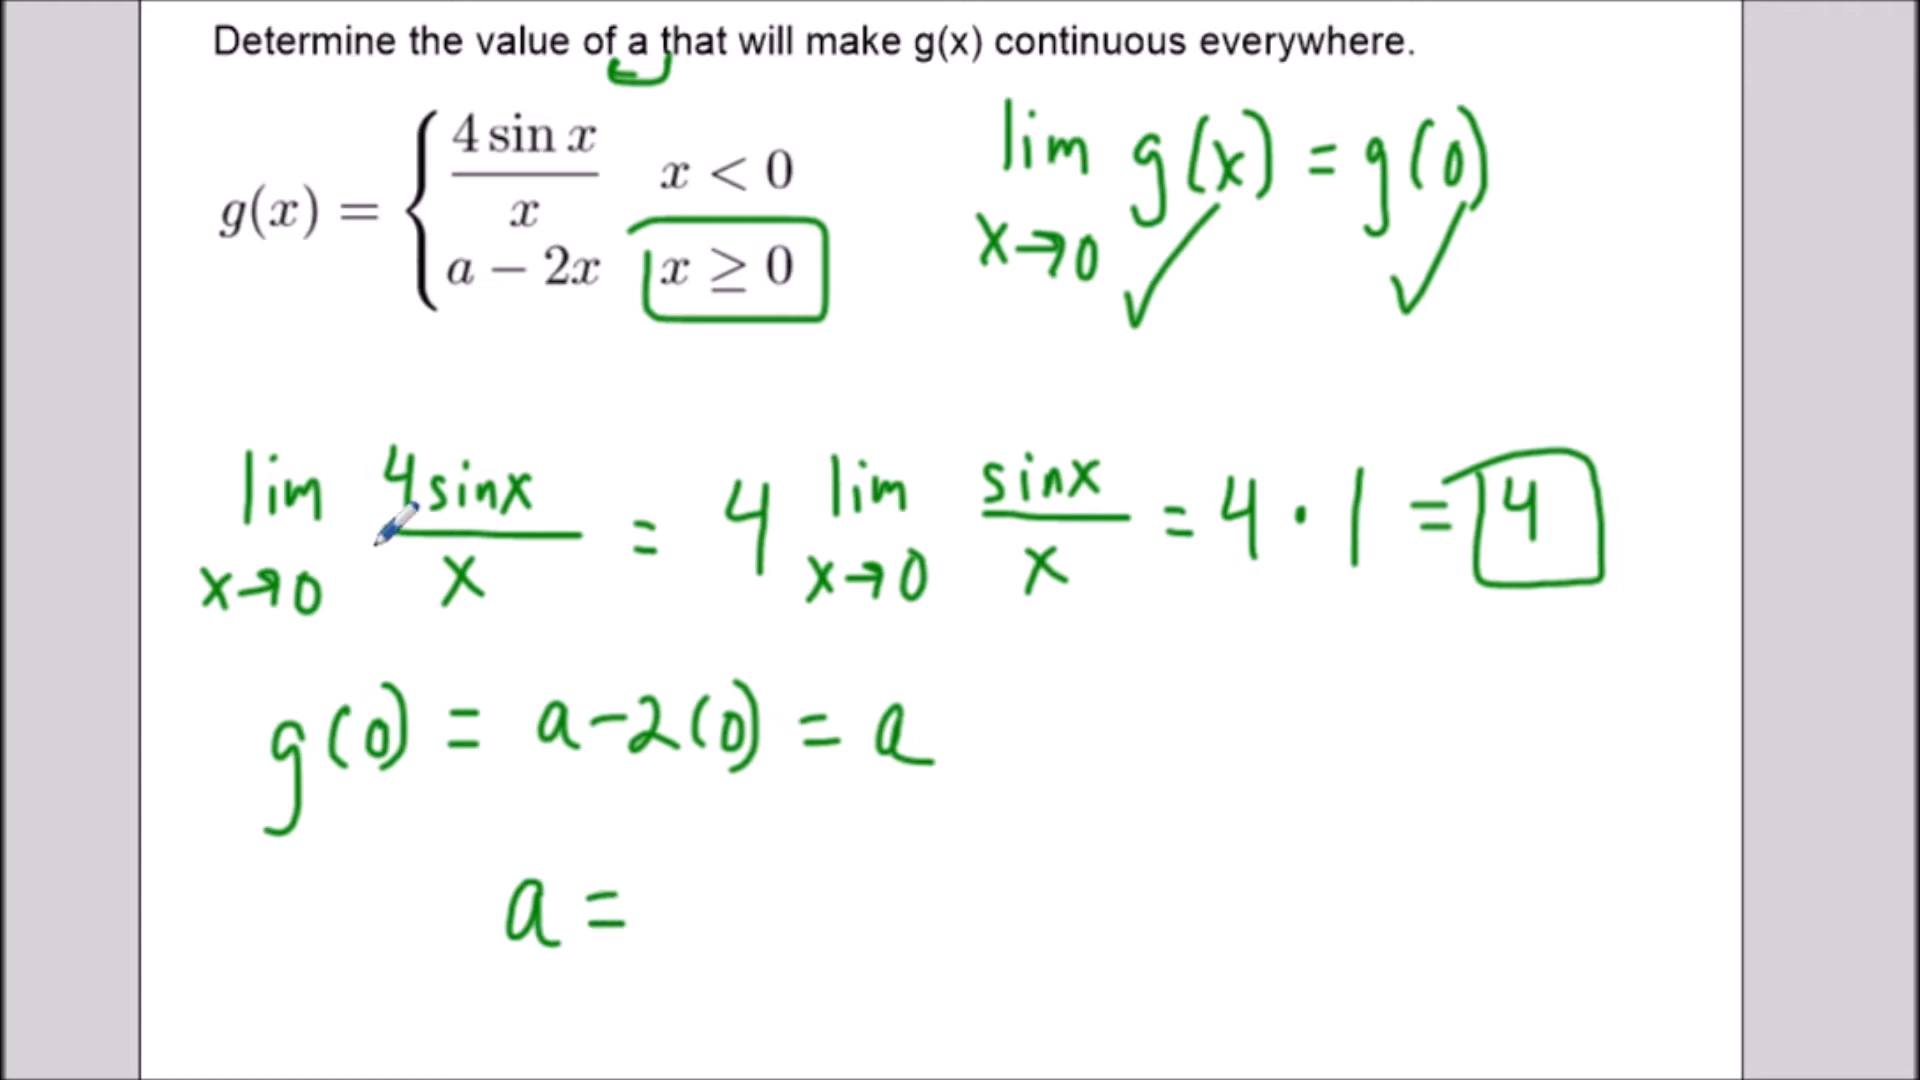 Determine the value of a that will make g(x) continuous everywhere.
g(x) = { 4 sin x / x    x < 0
a − 2x    x ≥ 0
lim x→0 g(x) = g(0)
lim x→0 4sinx / x = 4 lim x→0 sinx / x = 4 · 1 = 4
g(0) = a - 2(0) = a
a =